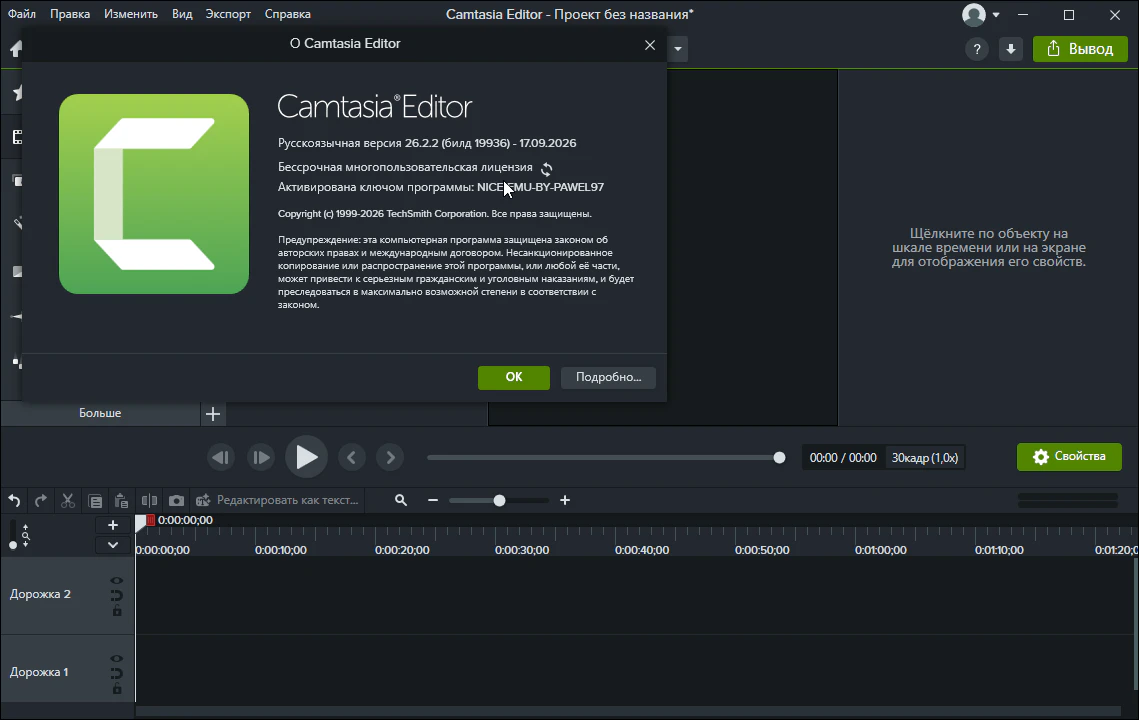 Файл Правка Изменить Вид Экспорт Справка Camtasia Editor - Проект без названия*
О Camtasia Editor
? Вывод
Camtasia® Editor
Русскоязычная версия 26.2.2 (билд 19936) - 17.09.2026
Бессрочная многопользовательская лицензия
Активирована ключом программы: NICE EMU-BY-PAWEL97
Copyright (c) 1999-2026 TechSmith Corporation. Все права защищены.
Предупреждение: эта компьютерная программа защищена законом об
авторских правах и международным договором. Несанкционированное
копирование или распространение этой программы, или любой её части,
может привести к серьезным гражданским и уголовным наказаниям, и будет
преследоваться в максимально возможной степени в соответствии с
законом.
Щёлкните по объекту на
шкале времени или на экране
для отображения его свойств.
OK Подробно...
Больше
00:00 / 00:00 30кадр (1,0x) Свойства
Редактировать как текст...
0:00:00;00
0:00:00;00 0:00:10;00 0:00:20;00 0:00:30;00 0:00:40;00 0:00:50;00 0:01:00;00 0:01:10;00 0:01:20;0
Дорожка 2
Дорожка 1